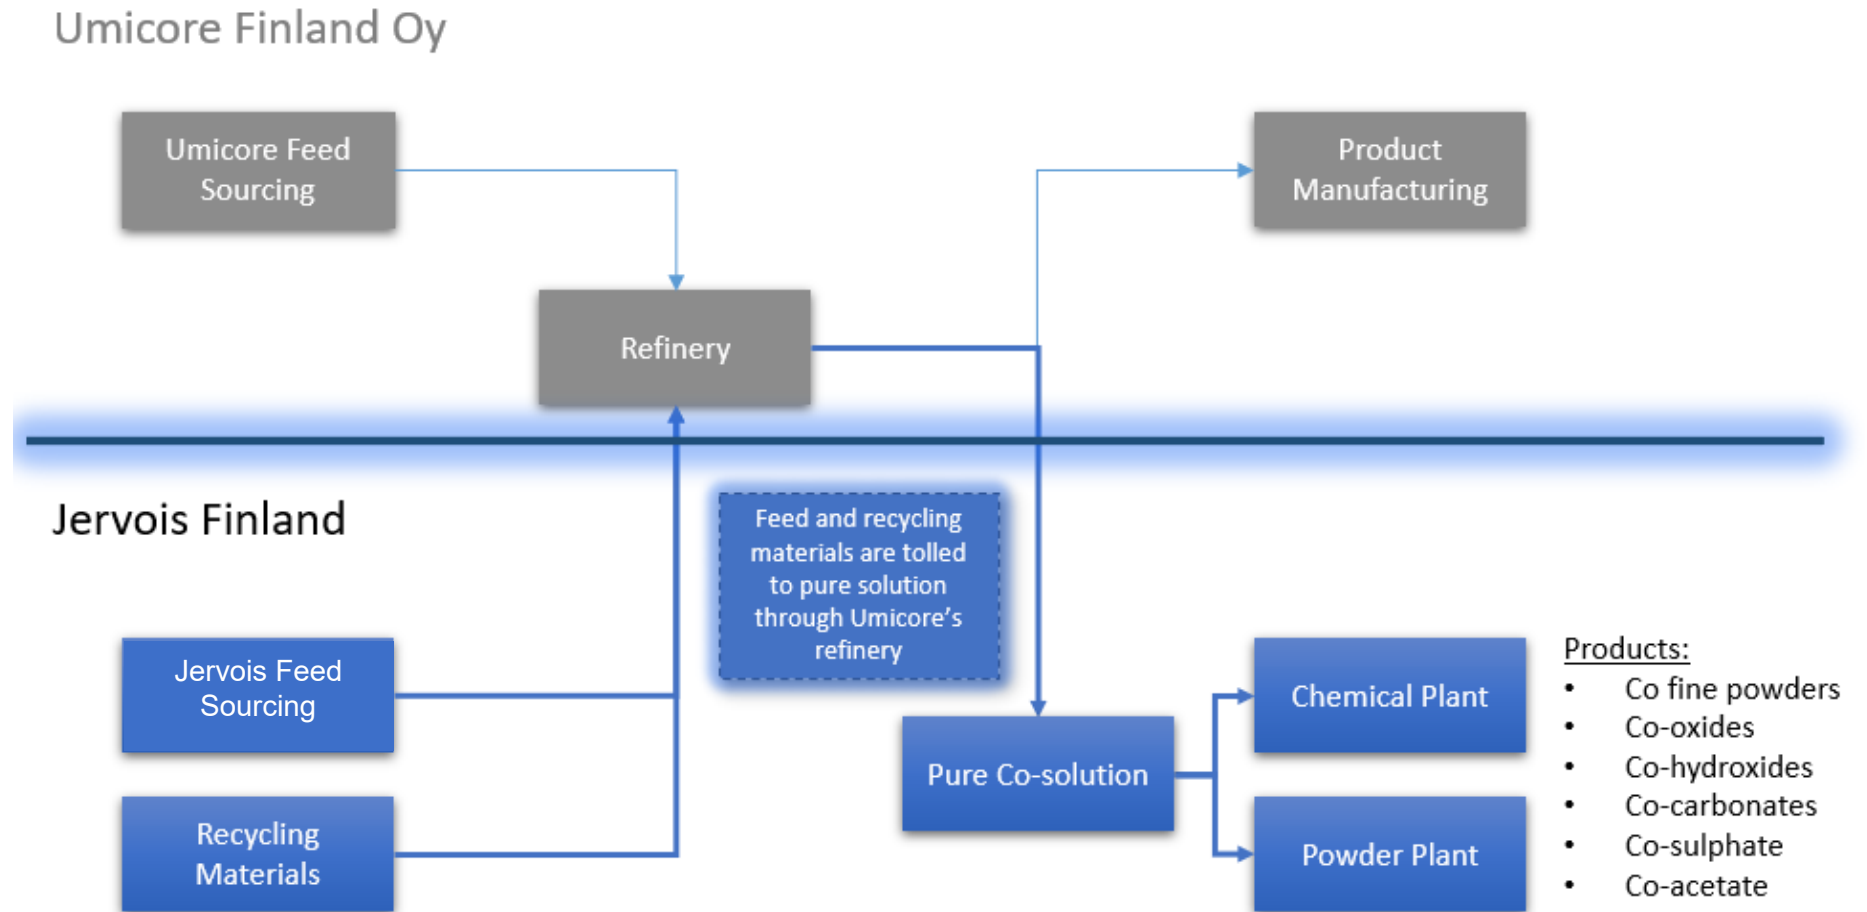 Umicore Finland Oy
Umicore Feed
Sourcing
Product
Manufacturing
Refinery
Jervois Finland
Feed and recycling
materials are tolled
to pure solution
through Umicore’s
refinery
Jervois Feed
Sourcing
Recycling
Materials
Pure Co-solution
Chemical Plant
Powder Plant
Products:
• Co fine powders
• Co-oxides
• Co-hydroxides
• Co-carbonates
• Co-sulphate
• Co-acetate